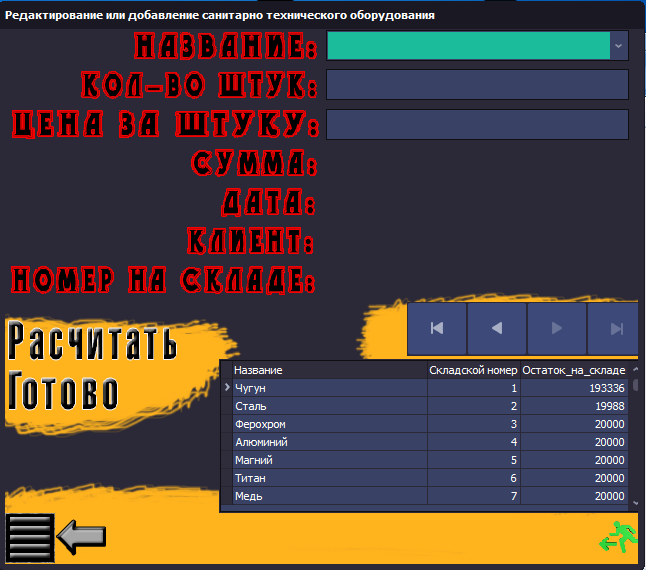 Редактирование или добавление санитарно технического оборудования
НАЗВАНИЕ:
КОЛ-ВО ШТУК:
ЦЕНА ЗА ШТУКУ:
СУММА:
ДАТА:
КЛИЕНТ:
НОМЕР НА СКЛАДЕ:
Расчитать
Готово
Название Складской номер Остаток_на_складе
Чугун 1 193336
Сталь 2 19988
Ферохром 3 20000
Алюминий 4 20000
Магний 5 20000
Титан 6 20000
Медь 7 20000